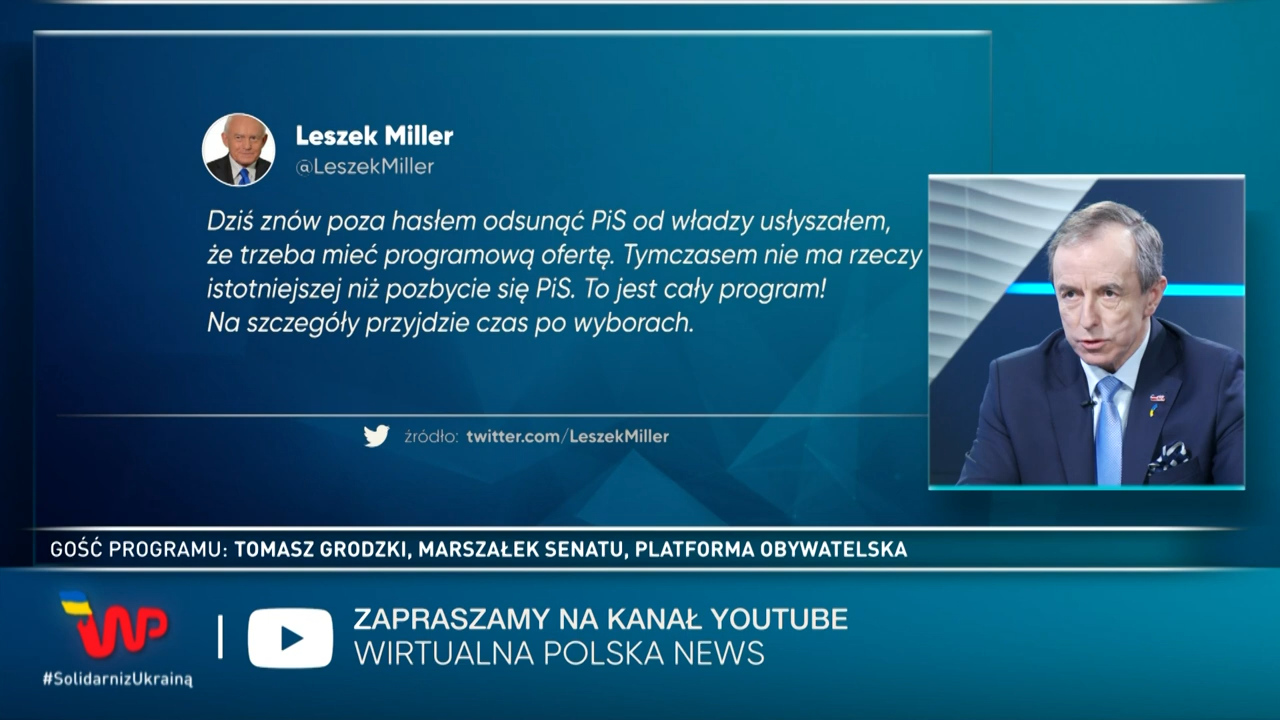 Leszek Miller
@LeszekMiller
Dziś znów poza hasłem odsunąć PiS od władzy usłyszałem,
że trzeba mieć programową ofertę. Tymczasem nie ma rzeczy
istotniejszej niż pozbycie się PiS. To jest cały program!
Na szczegóły przyjdzie czas po wyborach.
źródło: twitter.com/LeszekMiller
GOŚĆ PROGRAMU: TOMASZ GRODZKI, MARSZAŁEK SENATU, PLATFORMA OBYWATELSKA
WP
#SolidarnizUkrainą
ZAPRASZAMY NA KANAŁ YOUTUBE
WIRTUALNA POLSKA NEWS